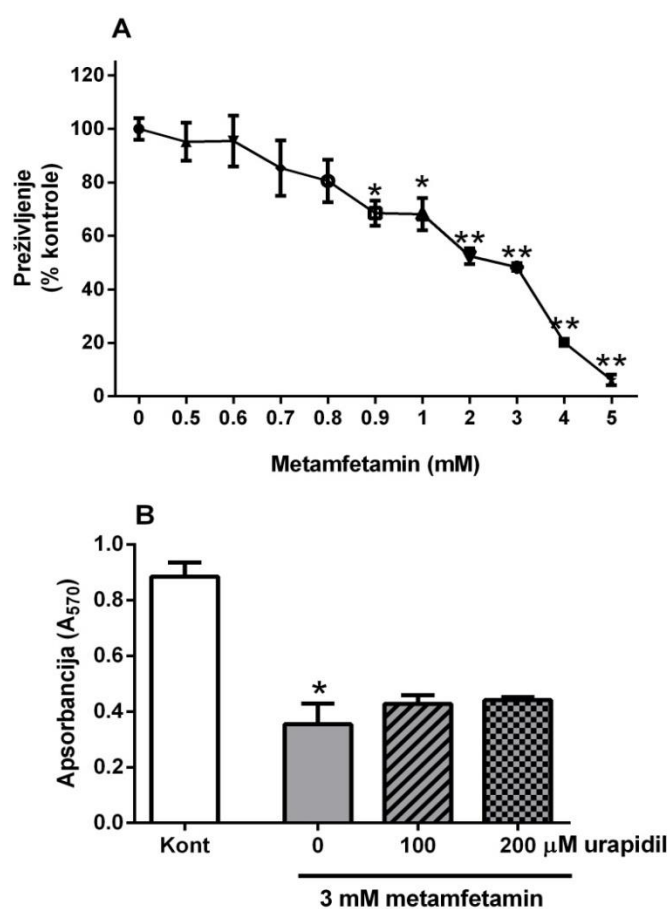 A
Preživljenje
(% kontrole)
120
100
80
60
40
20
0
* * ** ** ** **
0 0.5 0.6 0.7 0.8 0.9 1 2 3 4 5
Metamfetamin (mM)
B
Apsorbancija (A570)
1.0
0.8
0.6
0.4
0.2
0.0
*
Kont 0 100 200 μM urapidil
3 mM metamfetamin